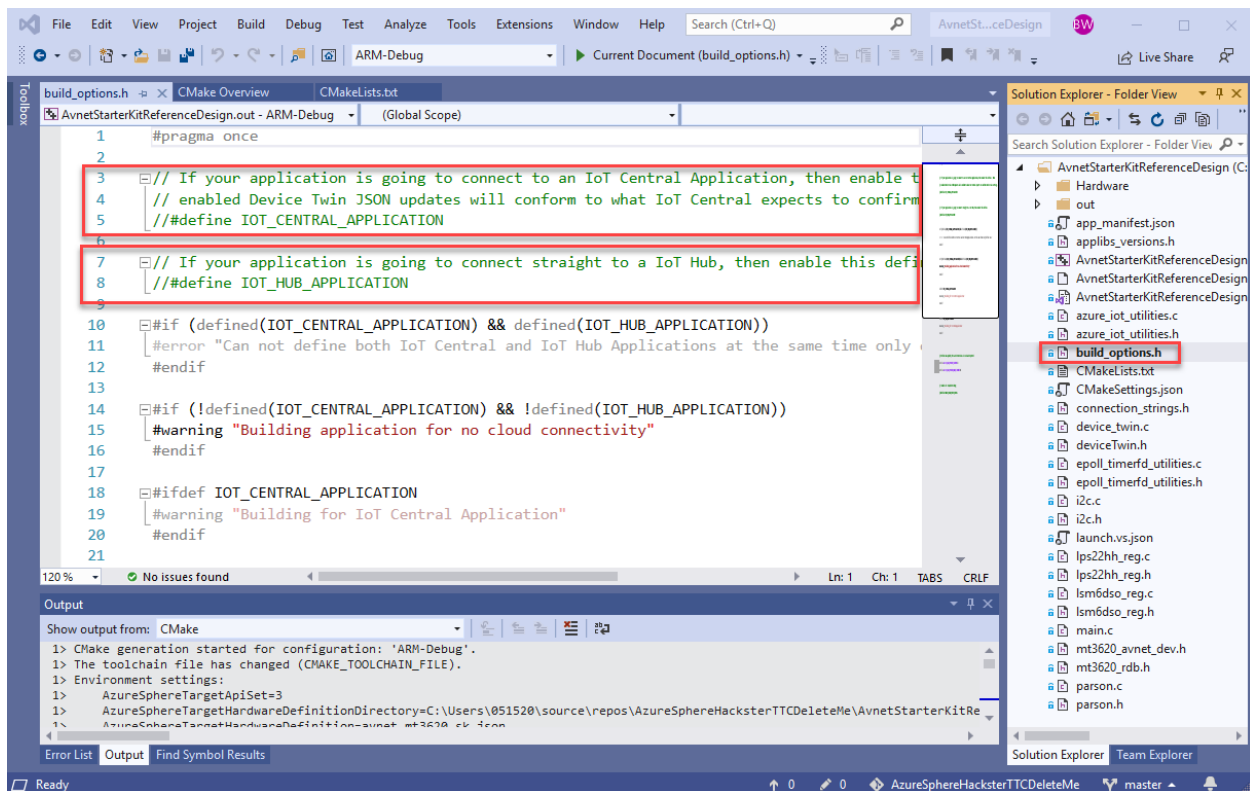 File Edit View Project Build Debug Test Analyze Tools Extensions Window Help Search (Ctrl+Q) AvnetSt...ceDesign BW
ARM-Debug Current Document (build_options.h) Live Share
Toolbox
build_options.h CMake Overview CMakeLists.txt
AvnetStarterKitReferenceDesign.out - ARM-Debug (Global Scope)
1 #pragma once
2
3 // If your application is going to connect to an IoT Central Application, then enable t
4 // enabled Device Twin JSON updates will conform to what IoT Central expects to confirm
5 //#define IOT_CENTRAL_APPLICATION
6
7 // If your application is going to connect straight to a IoT Hub, then enable this defi
8 //#define IOT_HUB_APPLICATION
9
10 #if (defined(IOT_CENTRAL_APPLICATION) && defined(IOT_HUB_APPLICATION))
11 #error "Can not define both IoT Central and IoT Hub Applications at the same time only
12 #endif
13
14 #if (!defined(IOT_CENTRAL_APPLICATION) && !defined(IOT_HUB_APPLICATION))
15 #warning "Building application for no cloud connectivity"
16 #endif
17
18 #ifdef IOT_CENTRAL_APPLICATION
19 #warning "Building for IoT Central Application"
20 #endif
21
120 % No issues found Ln: 1 Ch: 1 TABS CRLF
Output
Show output from: CMake
1> CMake generation started for configuration: 'ARM-Debug'.
1> The toolchain file has changed (CMAKE_TOOLCHAIN_FILE).
1> Environment settings:
1> AzureSphereTargetApiSet=3
1> AzureSphereTargetHardwareDefinitionDirectory=C:\Users\051520\source\repos\AzureSphereHacksterTTCDeleteMe\AvnetStarterKitRe
1> AzureSphereTargetHardwareDefinition=avnet_mt3620_sk.json
Error List Output Find Symbol Results
Solution Explorer - Folder View
Search Solution Explorer - Folder View
AvnetStarterKitReferenceDesign (C:
Hardware
out
app_manifest.json
applibs_versions.h
AvnetStarterKitReferenceDesign
AvnetStarterKitReferenceDesign
AvnetStarterKitReferenceDesign
azure_iot_utilities.c
azure_iot_utilities.h
build_options.h
CMakeLists.txt
CMakeSettings.json
connection_strings.h
device_twin.c
deviceTwin.h
epoll_timerfd_utilities.c
epoll_timerfd_utilities.h
i2c.c
i2c.h
launch.vs.json
lps22hh_reg.c
lps22hh_reg.h
lsm6dso_reg.c
lsm6dso_reg.h
main.c
mt3620_avnet_dev.h
mt3620_rdb.h
parson.c
parson.h
Solution Explorer Team Explorer
Ready 0 0 AzureSphereHacksterTTCDeleteMe master